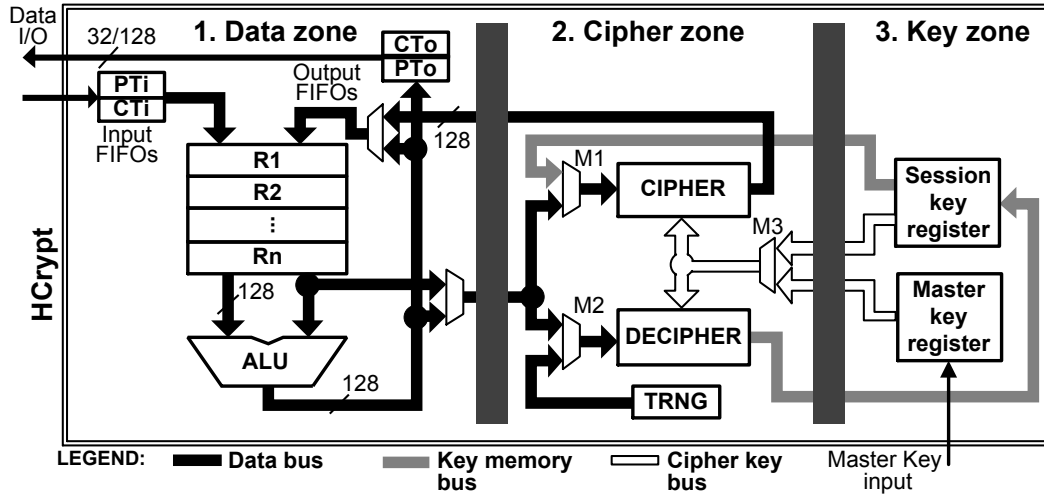 Data
I/O
32/128
1. Data zone
2. Cipher zone
3. Key zone
CTo
PTo
Output
FIFOs
PTi
CTi
Input
FIFOs
128
R1
R2
⋮
Rn
128
ALU
128
M1
CIPHER
M3
M2
DECIPHER
TRNG
Session
key
register
Master
key
register
HCrypt
LEGEND:
Data bus
Key memory
bus
Cipher key
bus
Master Key
input